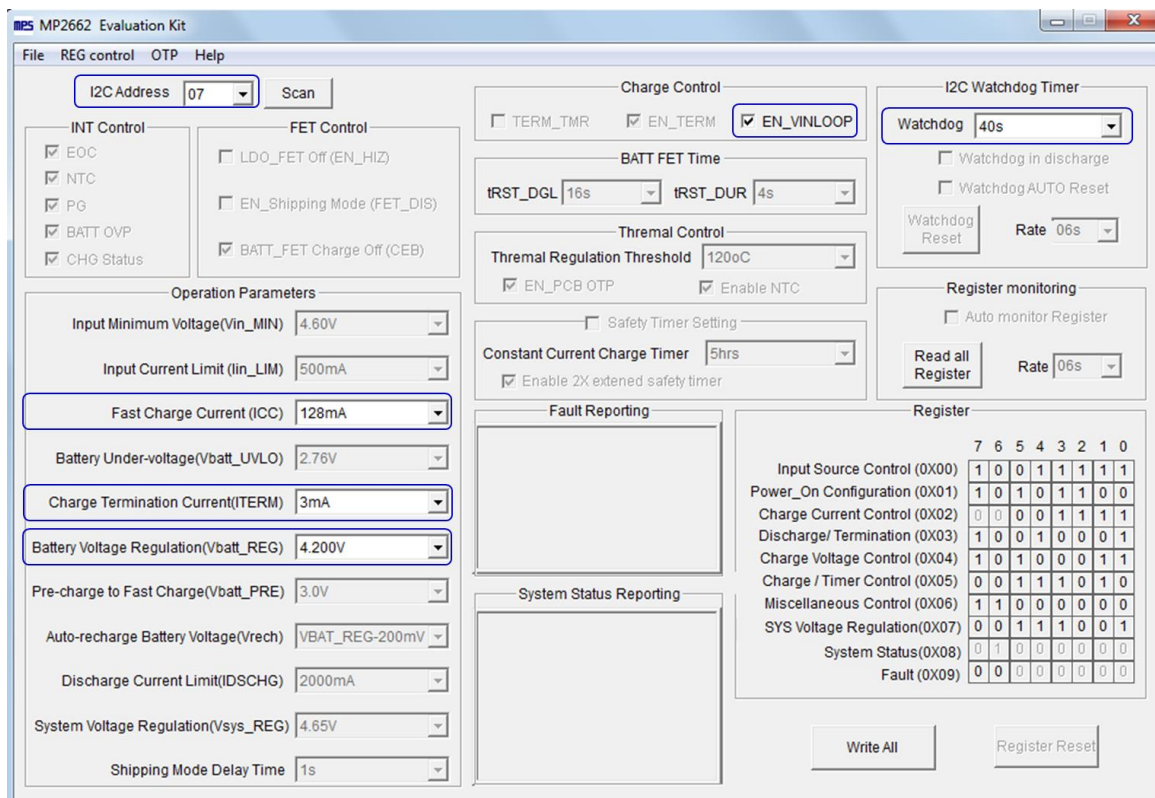 mps MP2662 Evaluation Kit
File REG control OTP Help
I2C Address 07 Scan
INT Control
EOC
NTC
PG
BATT OVP
CHG Status
FET Control
LDO_FET Off (EN_HIZ)
EN_Shipping Mode (FET_DIS)
BATT_FET Charge Off (CEB)
Operation Parameters
Input Minimum Voltage(Vin_MIN) 4.60V
Input Current Limit (Iin_LIM) 500mA
Fast Charge Current (ICC) 128mA
Battery Under-voltage(Vbatt_UVLO) 2.76V
Charge Termination Current(ITERM) 3mA
Battery Voltage Regulation(Vbatt_REG) 4.200V
Pre-charge to Fast Charge(Vbatt_PRE) 3.0V
Auto-recharge Battery Voltage(Vrech) VBAT_REG-200mV
Discharge Current Limit(IDSCHG) 2000mA
System Voltage Regulation(Vsys_REG) 4.65V
Shipping Mode Delay Time 1s
Charge Control
TERM_TMR EN_TERM EN_VINLOOP
BATT FET Time
tRST_DGL 16s tRST_DUR 4s
Thremal Control
Thremal Regulation Threshold 120oC
EN_PCB OTP Enable NTC
Safety Timer Setting
Constant Current Charge Timer 5hrs
Enable 2X extened safety timer
Fault Reporting
System Status Reporting
I2C Watchdog Timer
Watchdog 40s
Watchdog in discharge
Watchdog AUTO Reset
Watchdog Reset Rate 06s
Register monitoring
Auto monitor Register
Read all Register Rate 06s
Register
7 6 5 4 3 2 1 0
Input Source Control (0X00) 1 0 0 1 1 1 1 1
Power_On Configuration (0X01) 1 0 1 0 1 1 0 0
Charge Current Control (0X02) 0 0 0 0 1 1 1 1
Discharge/ Termination (0X03) 1 0 0 1 0 0 0 1
Charge Voltage Control (0X04) 1 0 1 0 0 0 1 1
Charge / Timer Control (0X05) 0 0 1 1 1 0 1 0
Miscellaneous Control (0X06) 1 1 0 0 0 0 0 0
SYS Voltage Regulation(0X07) 0 0 1 1 1 0 0 1
System Status(0X08) 0 1 0 0 0 0 0 0
Fault (0X09) 0 0 0 0 0 0 0 0
Write All Register Reset